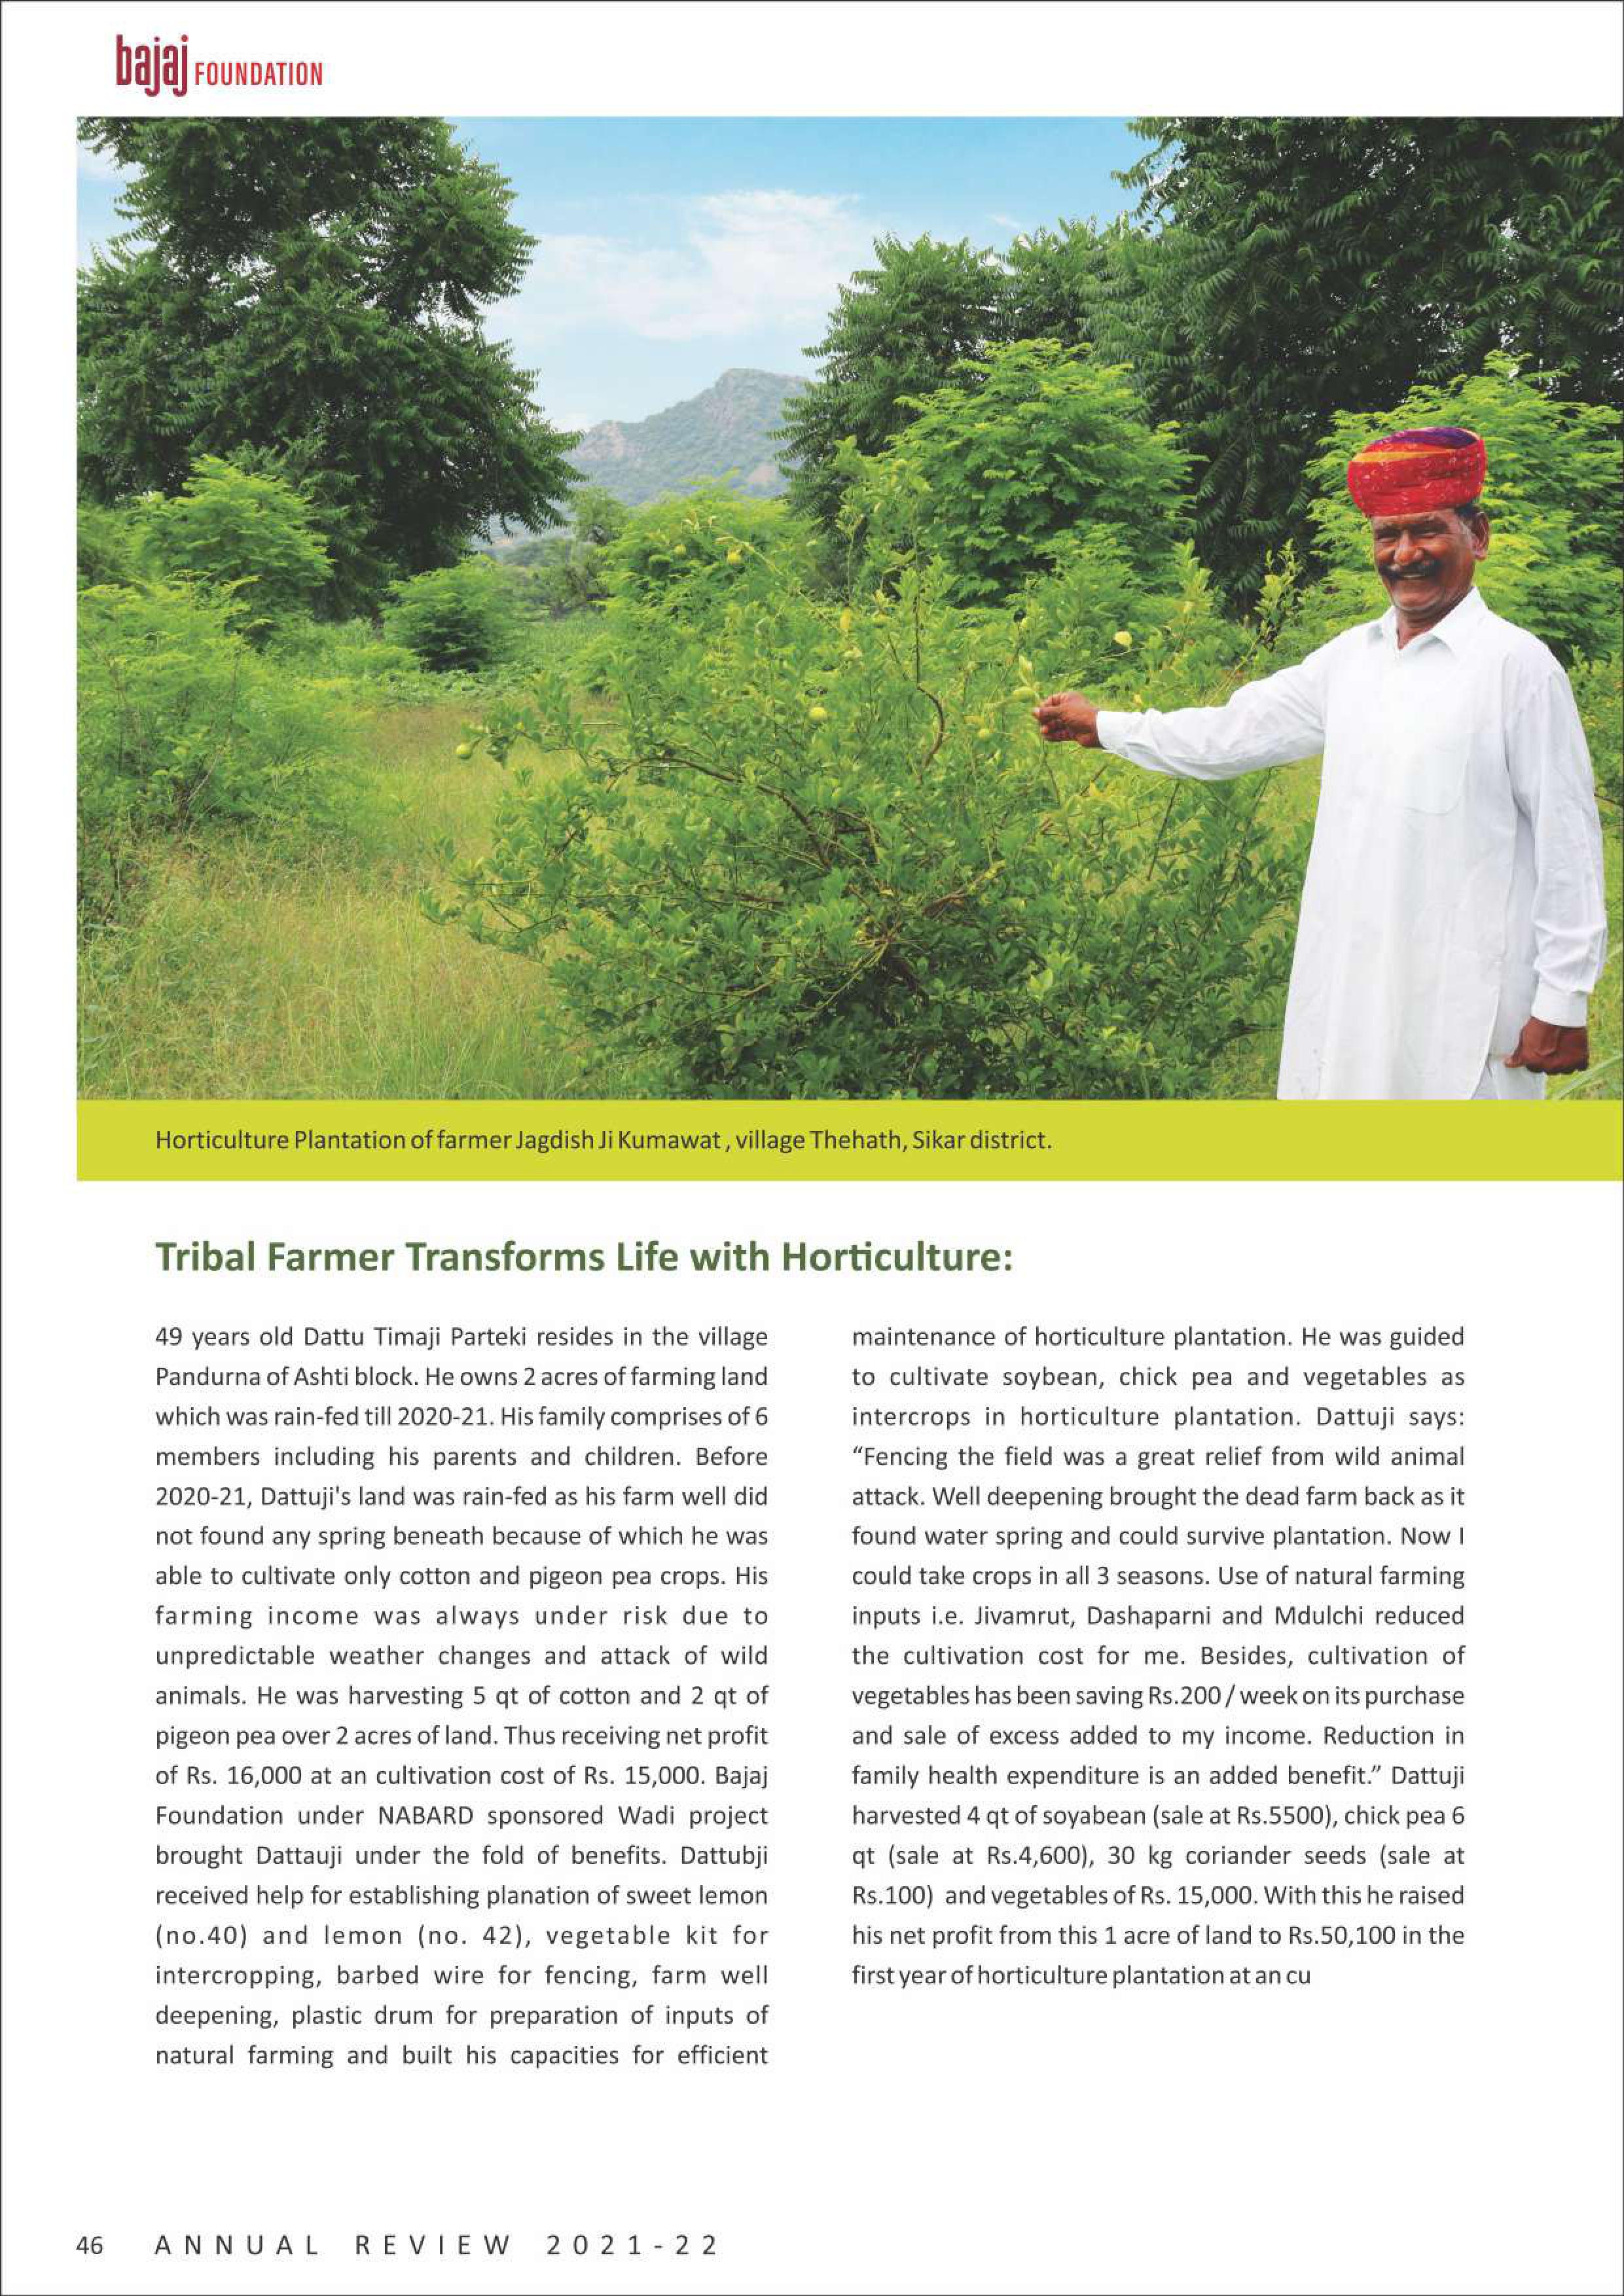 bajaj FOUNDATION
Horticulture Plantation of farmer Jagdish Ji Kumawat , village Thehath, Sikar district.
Tribal Farmer Transforms Life with Horticulture:
49 years old Dattu Timaji Parteki resides in the village
Pandurna of Ashti block. He owns 2 acres of farming land
which was rain-fed till 2020-21. His family comprises of 6
members including his parents and children. Before
2020-21, Dattuji's land was rain-fed as his farm well did
not found any spring beneath because of which he was
able to cultivate only cotton and pigeon pea crops. His
farming income was always under risk due to
unpredictable weather changes and attack of wild
animals. He was harvesting 5 qt of cotton and 2 qt of
pigeon pea over 2 acres of land. Thus receiving net profit
of Rs. 16,000 at an cultivation cost of Rs. 15,000. Bajaj
Foundation under NABARD sponsored Wadi project
brought Dattauji under the fold of benefits. Dattubji
received help for establishing planation of sweet lemon
(no.40) and lemon (no. 42), vegetable kit for
intercropping, barbed wire for fencing, farm well
deepening, plastic drum for preparation of inputs of
natural farming and built his capacities for efficient
maintenance of horticulture plantation. He was guided
to cultivate soybean, chick pea and vegetables as
intercrops in horticulture plantation. Dattuji says:
“Fencing the field was a great relief from wild animal
attack. Well deepening brought the dead farm back as it
found water spring and could survive plantation. Now I
could take crops in all 3 seasons. Use of natural farming
inputs i.e. Jivamrut, Dashaparni and Mdulchi reduced
the cultivation cost for me. Besides, cultivation of
vegetables has been saving Rs.200 / week on its purchase
and sale of excess added to my income. Reduction in
family health expenditure is an added benefit.” Dattuji
harvested 4 qt of soyabean (sale at Rs.5500), chick pea 6
qt (sale at Rs.4,600), 30 kg coriander seeds (sale at
Rs.100) and vegetables of Rs. 15,000. With this he raised
his net profit from this 1 acre of land to Rs.50,100 in the
first year of horticulture plantation at an cu
46 ANNUAL REVIEW 2021-22